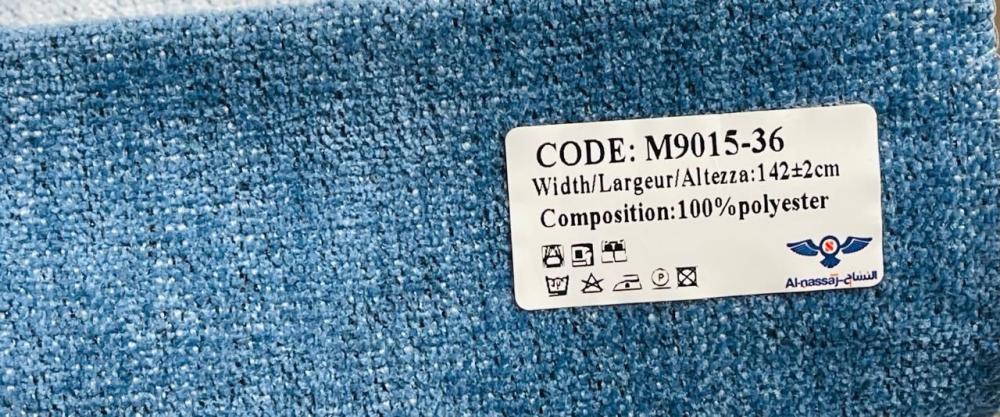 CODE: M9015-36
Width/Largeur/Altezza:142±2cm
Composition:100%polyester
P
Al-nassaj-النساج